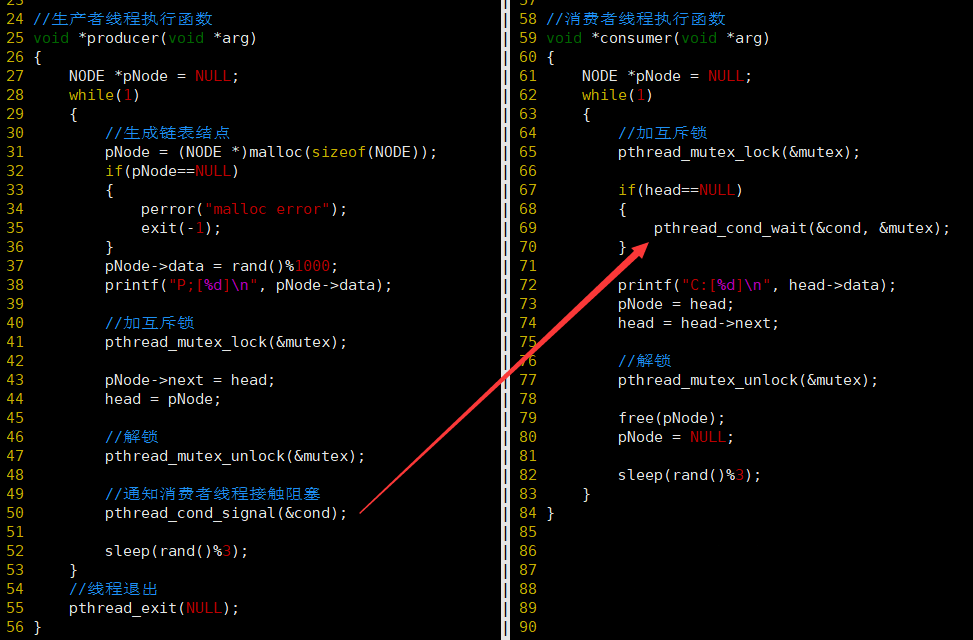 23
24 //生产者线程执行函数
25 void *producer(void *arg)
26 {
27     NODE *pNode = NULL;
28     while(1)
29     {
30         //生成链表结点
31         pNode = (NODE *)malloc(sizeof(NODE));
32         if(pNode==NULL)
33         {
34             perror("malloc error");
35             exit(-1);
36         }
37         pNode->data = rand()%1000;
38         printf("P;[%d]\n", pNode->data);
39
40         //加互斥锁
41         pthread_mutex_lock(&mutex);
42
43         pNode->next = head;
44         head = pNode;
45
46         //解锁
47         pthread_mutex_unlock(&mutex);
48
49         //通知消费者线程接触阻塞
50         pthread_cond_signal(&cond);
51
52         sleep(rand()%3);
53     }
54     //线程退出
55     pthread_exit(NULL);
56 }
57
58 //消费者线程执行函数
59 void *consumer(void *arg)
60 {
61     NODE *pNode = NULL;
62     while(1)
63     {
64         //加互斥锁
65         pthread_mutex_lock(&mutex);
66
67         if(head==NULL)
68         {
69             pthread_cond_wait(&cond, &mutex);
70         }
71
72         printf("C:[%d]\n", head->data);
73         pNode = head;
74         head = head->next;
75
76         //解锁
77         pthread_mutex_unlock(&mutex);
78
79         free(pNode);
80         pNode = NULL;
81
82         sleep(rand()%3);
83     }
84 }
85
86
87
88
89
90